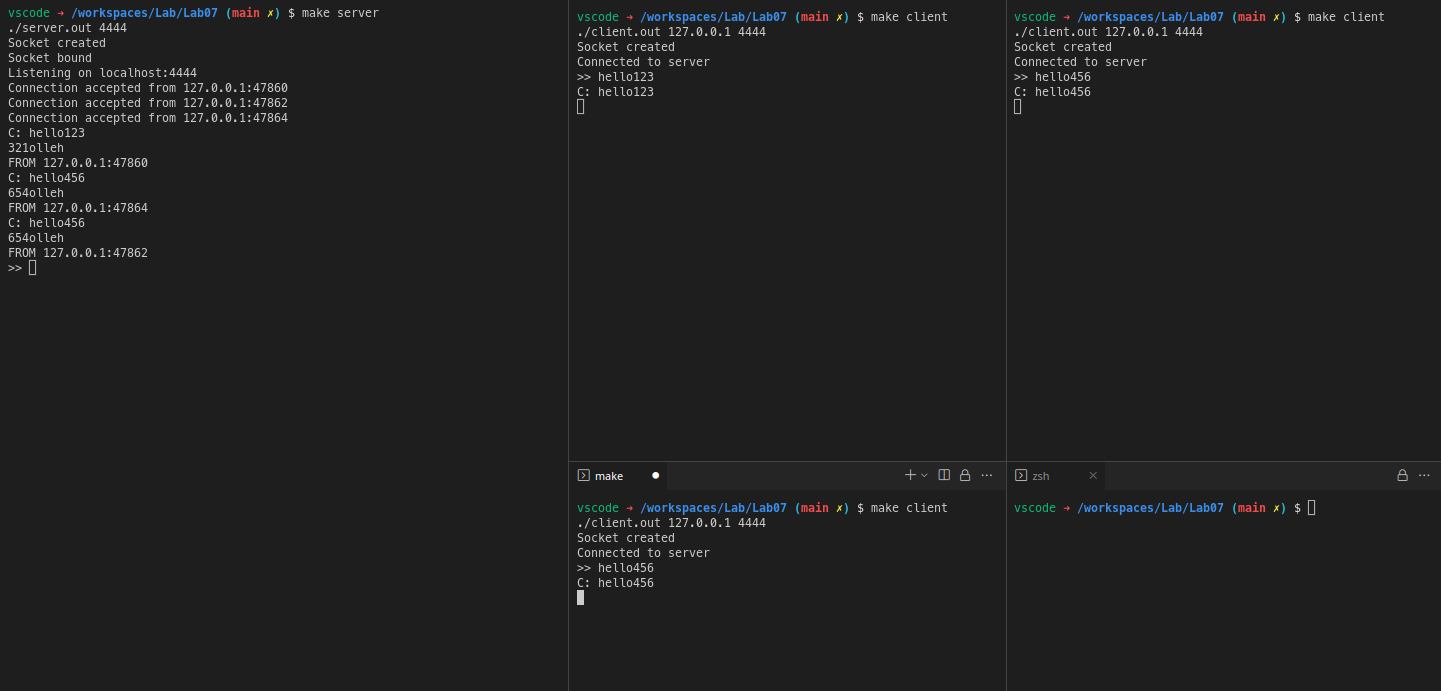 vscode ➜ /workspaces/Lab/Lab07 (main ✗) $ make server
./server.out 4444
Socket created
Socket bound
Listening on localhost:4444
Connection accepted from 127.0.0.1:47860
Connection accepted from 127.0.0.1:47862
Connection accepted from 127.0.0.1:47864
C: hello123
321olleh
FROM 127.0.0.1:47860
C: hello456
654olleh
FROM 127.0.0.1:47864
C: hello456
654olleh
FROM 127.0.0.1:47862
>>
vscode ➜ /workspaces/Lab/Lab07 (main ✗) $ make client
./client.out 127.0.0.1 4444
Socket created
Connected to server
>> hello123
C: hello123
vscode ➜ /workspaces/Lab/Lab07 (main ✗) $ make client
./client.out 127.0.0.1 4444
Socket created
Connected to server
>> hello456
C: hello456
make
vscode ➜ /workspaces/Lab/Lab07 (main ✗) $ make client
./client.out 127.0.0.1 4444
Socket created
Connected to server
>> hello456
C: hello456
zsh
vscode ➜ /workspaces/Lab/Lab07 (main ✗) $